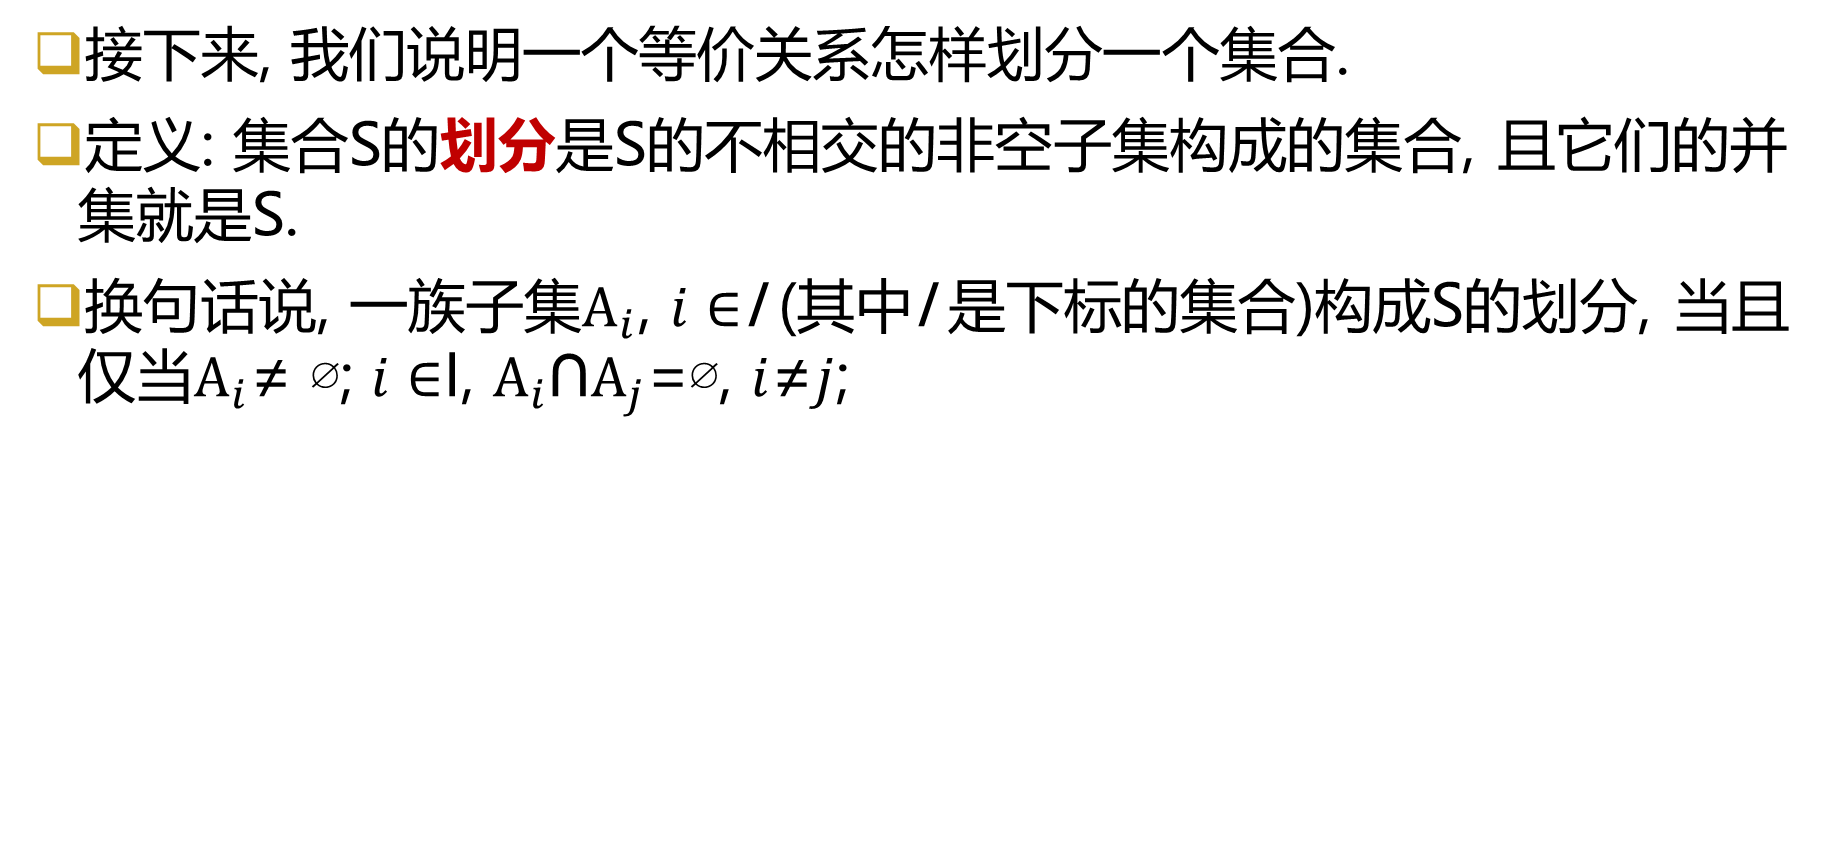 接下来, 我们说明一个等价关系怎样划分一个集合.
定义: 集合S的划分是S的不相交的非空子集构成的集合, 且它们的并
集就是S.
换句话说, 一族子集Aᵢ, i ∈I (其中I 是下标的集合)构成S的划分, 当且
仅当Aᵢ≠ ∅; i ∈I, Aᵢ∩Aⱼ=∅, i≠j;